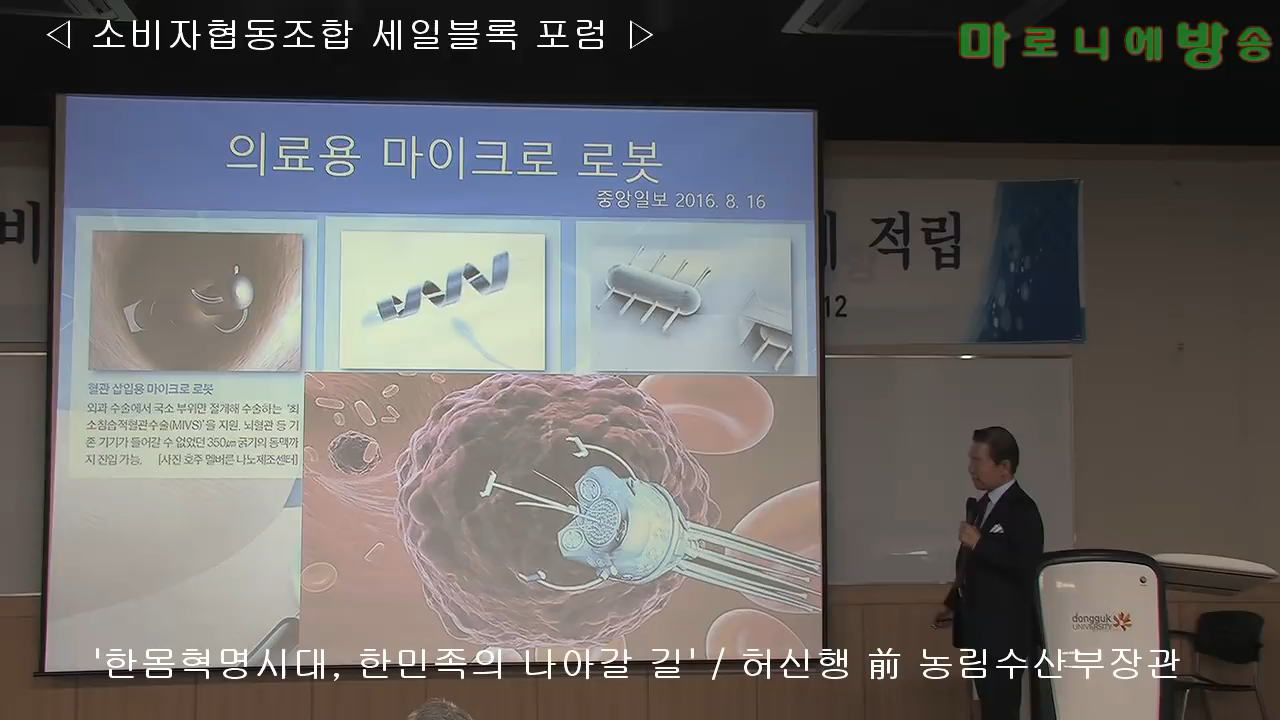 ◁ 소비자협동조합 세일블록 포럼 ▷
마로니에방송
의료용 마이크로 로봇
중앙일보 2016. 8. 16
비
적립
12
혈관 삽입용 마이크로 로봇
외과 수술에서 국소 부위만 절개해 수술하는 '최
소침습적혈관수술(MIVS)'을 지원. 뇌혈관 등 기
존 기기가 들어갈 수 없었던 350㎛ 굵기의 동맥까
지 진입 가능. [사진 호주 멜버른 나노제조센터]
dongguk
UNIVERSITY
'한몸혁명시대, 한민족의 나아갈 길' / 허신행 前 농림수산부장관